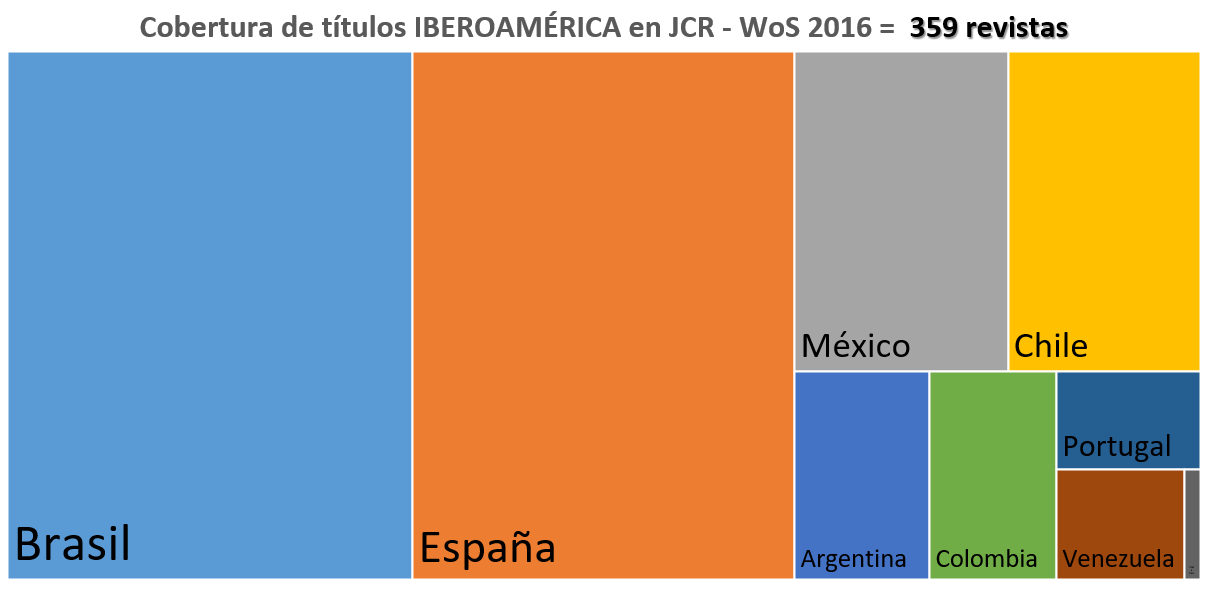 Cobertura de títulos IBEROAMÉRICA en JCR - WoS 2016 = 359 revistas
Brasil
España
México
Chile
Argentina
Colombia
Portugal
Venezuela